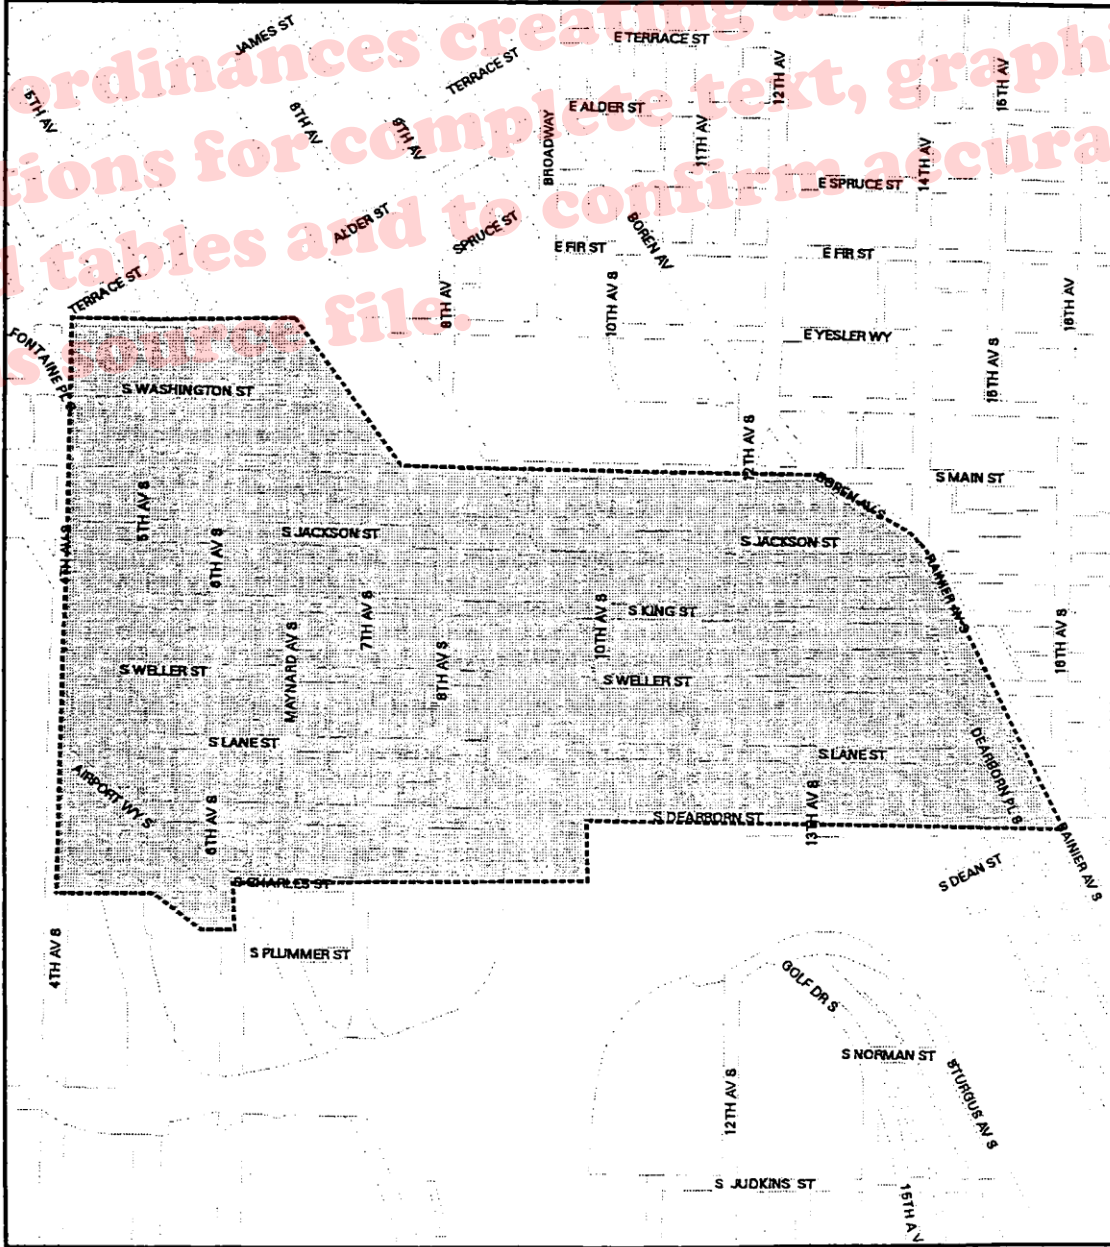 ordinances creating and
tions for complete text, graph
tables and to confirm accura
s source file.
JAMES ST
E TERRACE ST
TERRACE ST
12TH AV
15TH AV
5TH AV
8TH AV
9TH AV
BROADWAY
E ALDER ST
11TH AV
14TH AV
E SPRUCE ST
ALDER ST
SPRUCE ST
E FIR ST
BOREN AV
E FIR ST
TERRACE ST
8TH AV
10TH AV S
16TH AV
FONTAINE PL S
E YESLER WY
S WASHINGTON ST
15TH AV S
12TH AV S
S MAIN ST
BOREN AV S
5TH AV S
4TH AV S
6TH AV S
S JACKSON ST
S JACKSON ST
RAINIER AV S
7TH AV S
10TH AV S
S KING ST
16TH AV S
S WELLER ST
MAYNARD AV S
8TH AV S
S WELLER ST
S LANE ST
S LANE ST
DEARBORN PL S
AIRPORT WY S
6TH AV S
S DEARBORN ST
13TH AV S
RAINIER AV S
S CHARLES ST
S DEAN ST
4TH AV S
S PLUMMER ST
GOLF DR S
S NORMAN ST
STURGUS AV S
12TH AV S
S JUDKINS ST
15TH AV